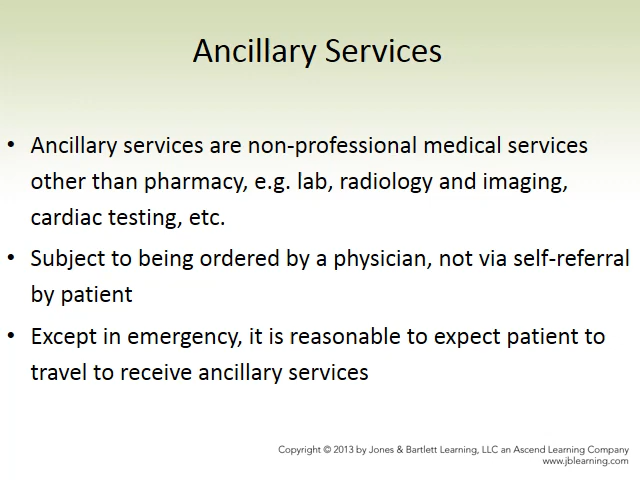 Ancillary Services
• Ancillary services are non-professional medical services
other than pharmacy, e.g. lab, radiology and imaging,
cardiac testing, etc.
• Subject to being ordered by a physician, not via self-referral
by patient
• Except in emergency, it is reasonable to expect patient to
travel to receive ancillary services
Copyright © 2013 by Jones & Bartlett Learning, LLC an Ascend Learning Company
www.jblearning.com